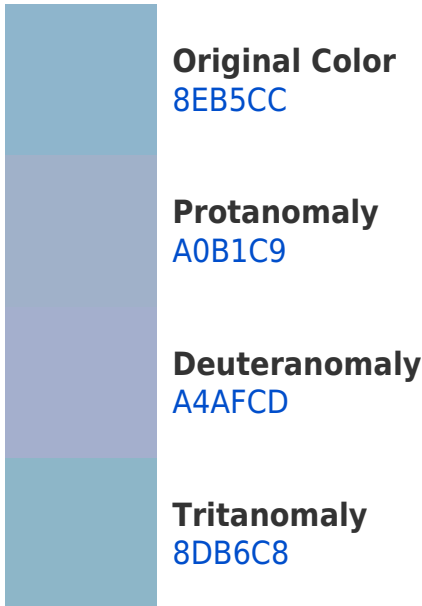 Original Color
8EB5CC
Protanomaly
A0B1C9
Deuteranomaly
A4AFCD
Tritanomaly
8DB6C8